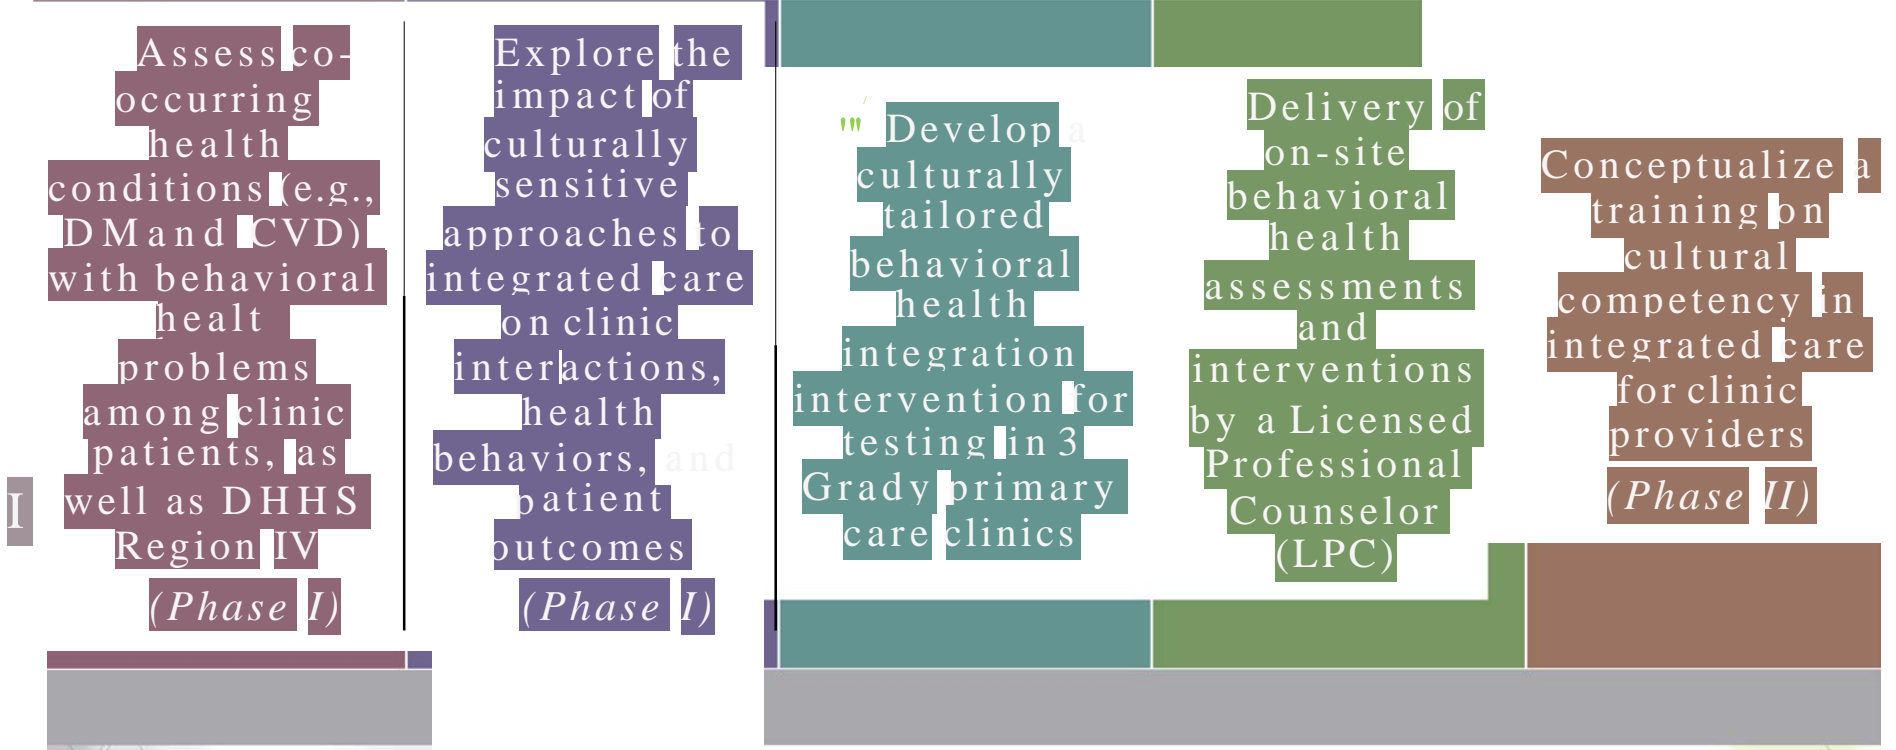 Assess co-
occurring
health
conditions (e.g.,
DMand CVD)
with behavioral
healt
problems
among clinic
patients, as
well as DHHS
Region IV
(Phase I)
I
Explore the
impact of
culturally
sensitive
approaches to
integrated care
on clinic
interactions,
health
behaviors, and
patient
outcomes
(Phase I)
'" Develop a
culturally
tailored
behavioral
health
integration
intervention for
testing in 3
Grady primary
care clinics
Delivery of
on-site
behavioral
health
assessments
and
interventions
by a Licensed
Professional
Counselor
(LPC)
Conceptualize a
training on
cultural
competency in
integrated care
for clinic
providers
(Phase II)